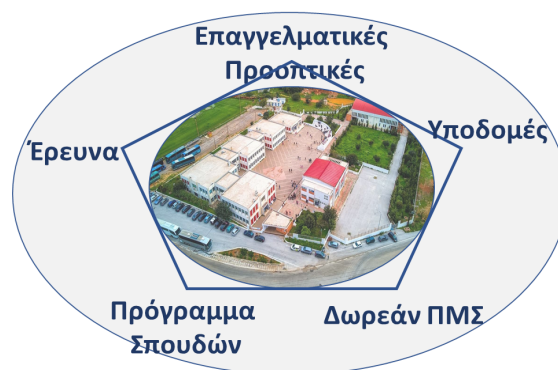 Επαγγελματικές
Προοπτικές
Υποδομές
Έρευνα
Πρόγραμμα
Σπουδών
Δωρεάν ΠΜΣ